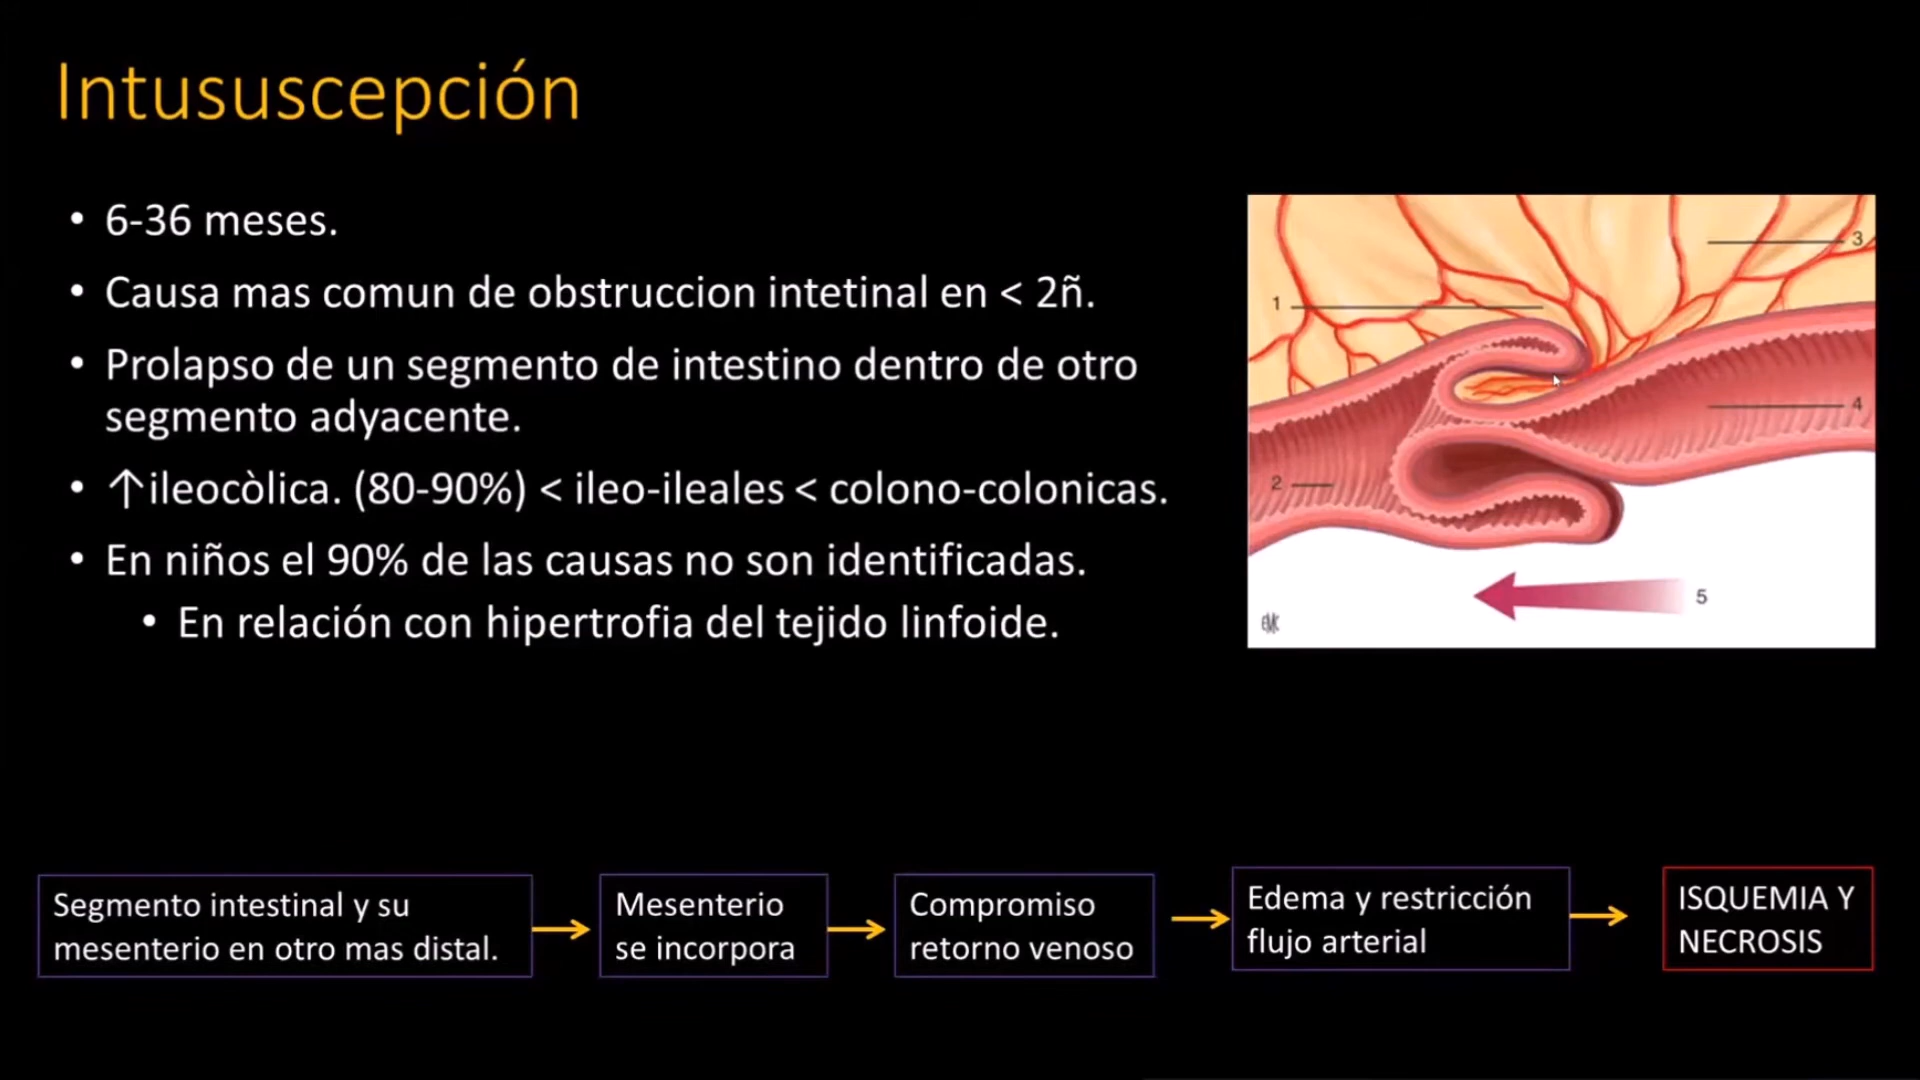 Intususcepción
• 6-36 meses.
• Causa mas comun de obstruccion intetinal en < 2ñ.
• Prolapso de un segmento de intestino dentro de otro
segmento adyacente.
• ↑ileocòlica. (80-90%) < ileo-ileales < colono-colonicas.
• En niños el 90% de las causas no son identificadas.
• En relación con hipertrofia del tejido linfoide.
3
1
4
2
5
Segmento intestinal y su
mesenterio en otro mas distal.
Mesenterio
se incorpora
Compromiso
retorno venoso
Edema y restricción
flujo arterial
ISQUEMIA Y
NECROSIS